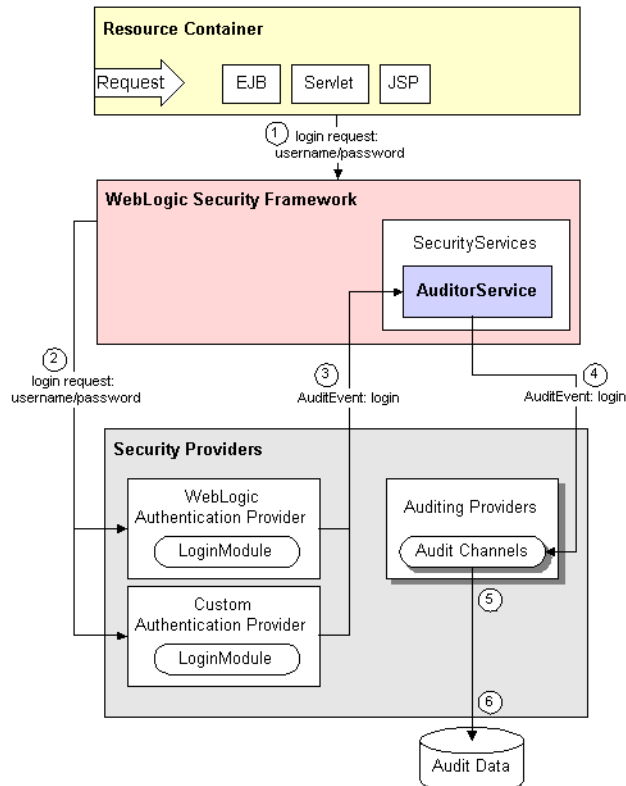 Resource Container
Request
EJB
Servlet
JSP
1
login request:
username/password
WebLogic Security Framework
SecurityServices
AuditorService
2
login request:
username/password
3
AuditEvent: login
4
AuditEvent: login
Security Providers
WebLogic
Authentication Provider
LoginModule
Custom
Authentication Provider
LoginModule
Auditing Providers
Audit Channels
5
6
Audit Data